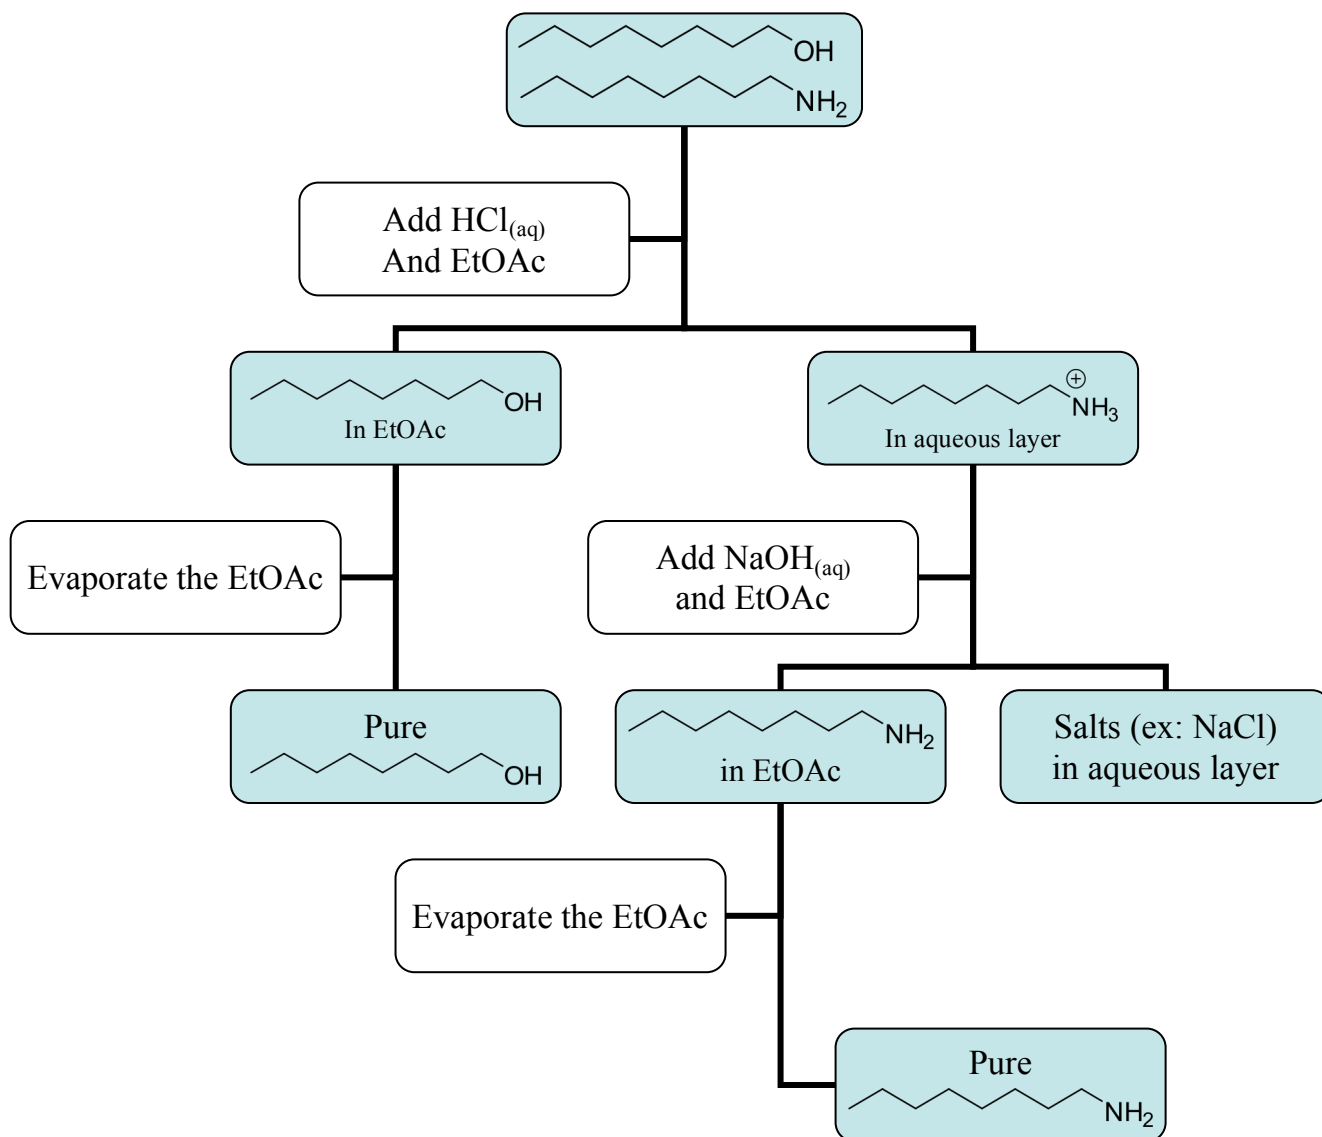 OH
NH2
Add HCl(aq)
And EtOAc
OH
In EtOAc
⊕
NH3
In aqueous layer
Evaporate the EtOAc
Add NaOH(aq)
and EtOAc
Pure
OH
NH2
in EtOAc
Salts (ex: NaCl)
in aqueous layer
Evaporate the EtOAc
Pure
NH2